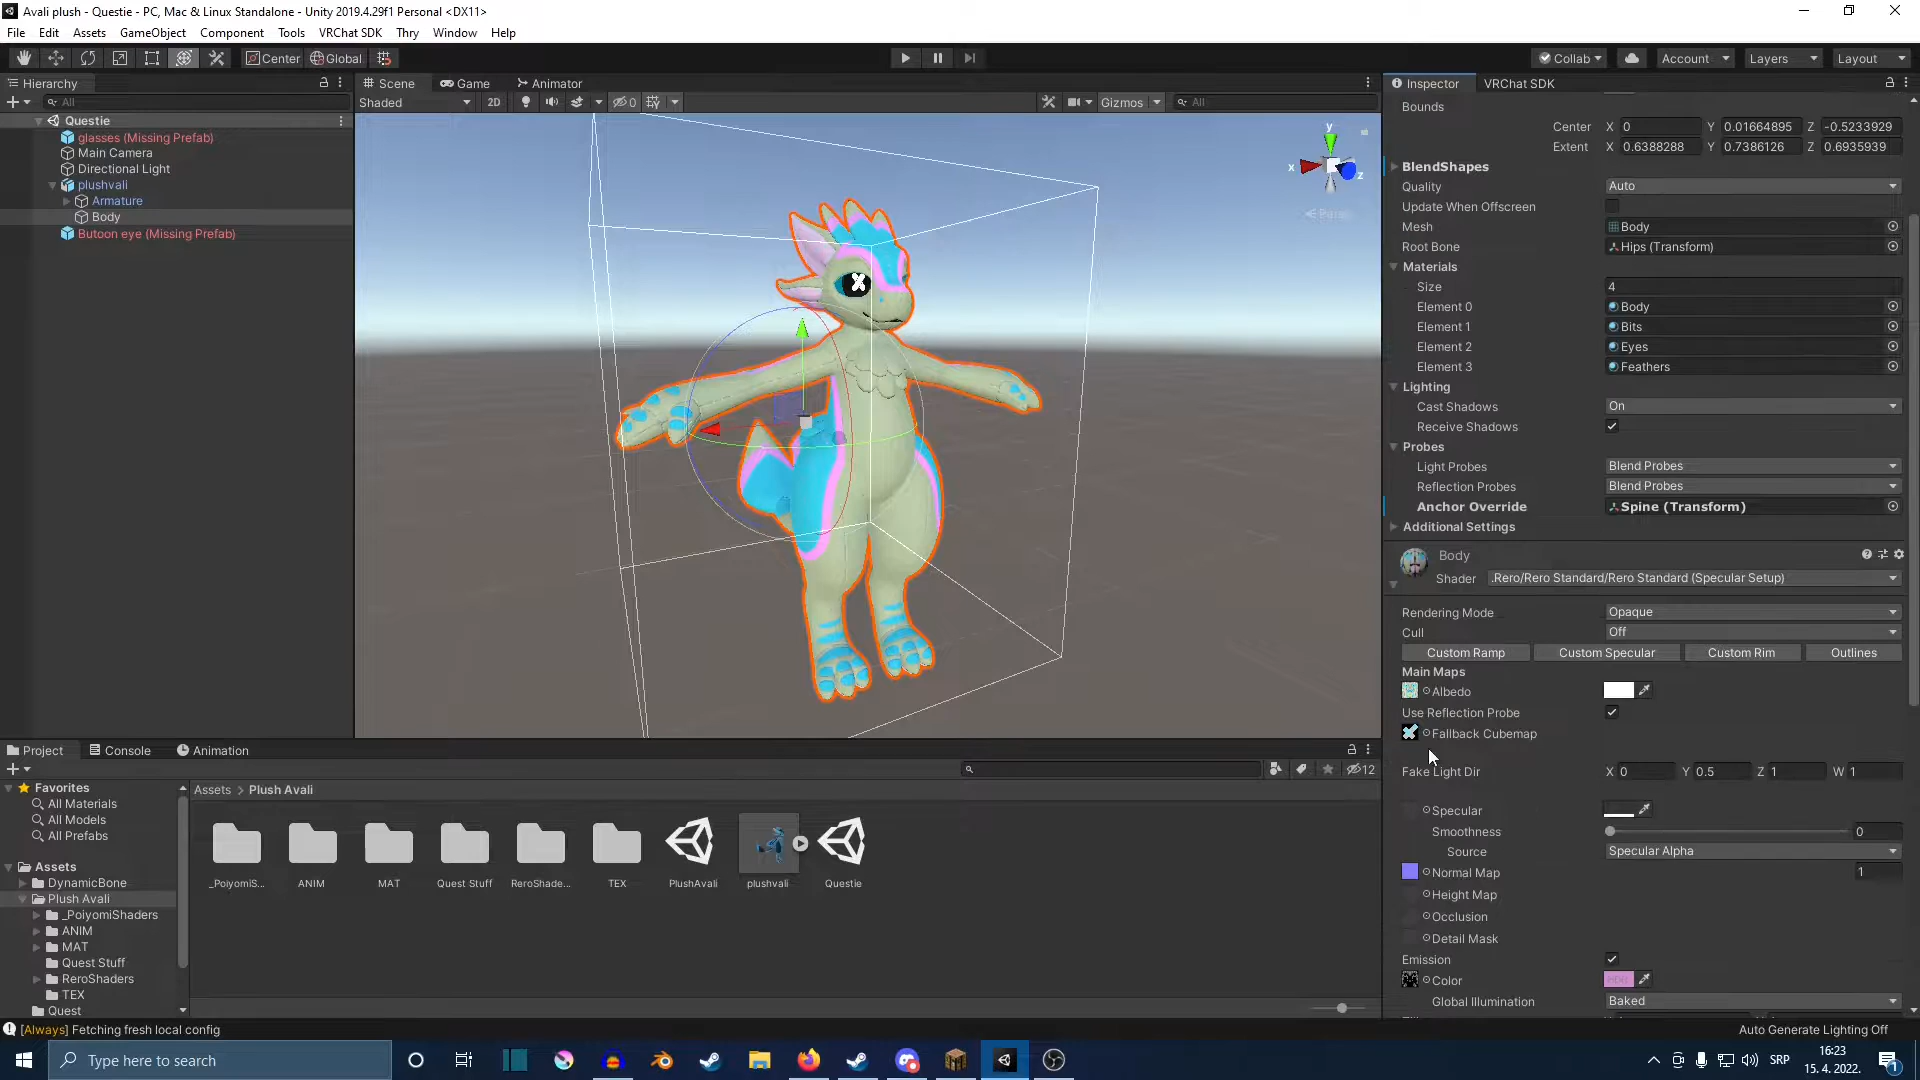 Avali plush - Questie - PC, Mac & Linux Standalone - Unity 2019.4.29f1 Personal <DX11>
File Edit Assets GameObject Component Tools VRChat SDK Thry Window Help
Center Global Collab Account Layers Layout
Hierarchy
All
Questie
glasses (Missing Prefab)
Main Camera
Directional Light
plushvali
Armature
Body
Butoon eye (Missing Prefab)
Scene Game Animator
Shaded 2D 0 Gizmos All
y
x
z
Persp
Inspector VRChat SDK
Bounds
Center X 0 Y 0.01664895 Z -0.5233929
Extent X 0.6388288 Y 0.7386126 Z 0.6935939
BlendShapes
Quality Auto
Update When Offscreen
Mesh Body
Root Bone Hips (Transform)
Materials
Size 4
Element 0 Body
Element 1 Bits
Element 2 Eyes
Element 3 Feathers
Lighting
Cast Shadows On
Receive Shadows
Probes
Light Probes Blend Probes
Reflection Probes Blend Probes
Anchor Override Spine (Transform)
Additional Settings
Body
Shader .Rero/Rero Standard/Rero Standard (Specular Setup)
Rendering Mode Opaque
Cull Off
Custom Ramp Custom Specular Custom Rim Outlines
Main Maps
Albedo
Use Reflection Probe
Fallback Cubemap
Fake Light Dir X 0 Y 0.5 Z 1 W 1
Specular
Smoothness 0
Source Specular Alpha
Normal Map 1
Height Map
Occlusion
Detail Mask
Emission
Color HDR
Global Illumination Baked
Project Console Animation
12
Favorites
All Materials
All Models
All Prefabs
Assets
DynamicBone
Plush Avali
_PoiyomiShaders
ANIM
MAT
Quest Stuff
ReroShaders
TEX
Quest
Assets > Plush Avali
_PoiyomiS... ANIM MAT Quest Stuff ReroShade... TEX PlushAvali plushvali Questie
[Always] Fetching fresh local config
Auto Generate Lighting Off
Type here to search
SRP
16:23
15. 4. 2022.
1